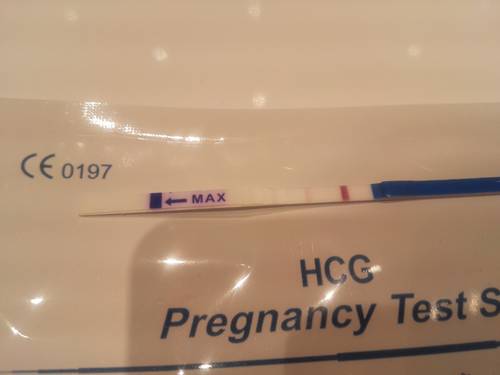 CE 0197
← MAX
HCG
Pregnancy Test